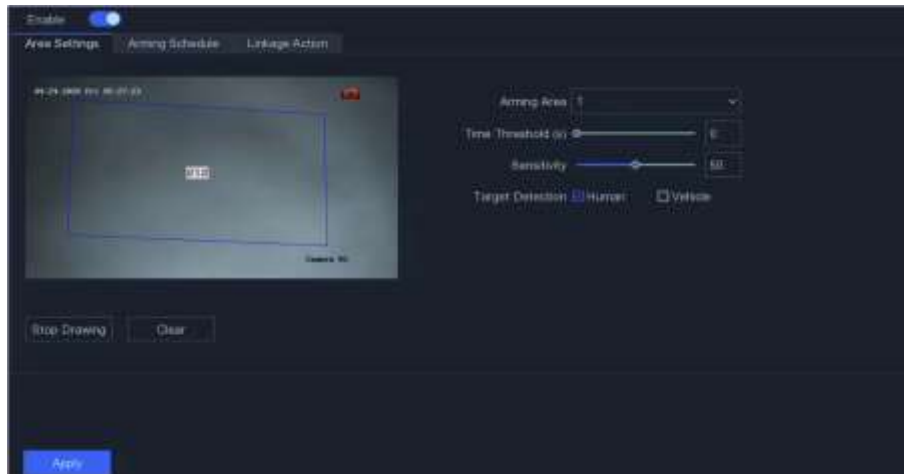 Enable
Area Settings Arming Schedule Linkage Action
Arming Area 1
Time Threshold (s) 0
Sensitivity 50
Target Detection Human Vehicle
Camera
Stop Drawing Clear
Apply